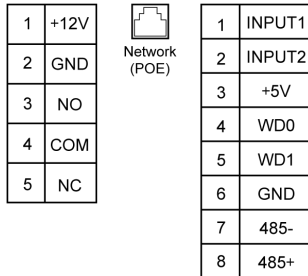 1 +12V
2 GND
3 NO
4 COM
5 NC
Network
(POE)
1 INPUT1
2 INPUT2
3 +5V
4 WD0
5 WD1
6 GND
7 485-
8 485+